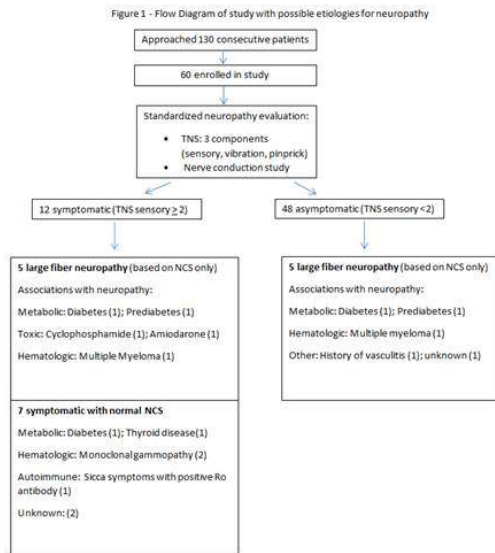 Figure 1 - Flow Diagram of study with possible etiologies for neuropathy
Approached 130 consecutive patients
60 enrolled in study
Standardized neuropathy evaluation:
• TNS: 3 components
(sensory, vibration, pinprick)
• Nerve conduction study
12 symptomatic (TNS sensory ≥ 2)
48 asymptomatic (TNS sensory <2)
5 large fiber neuropathy (based on NCS only)
Associations with neuropathy:
Metabolic: Diabetes (1); Prediabetes (1)
Toxic: Cyclophosphamide (1); Amiodarone (1)
Hematologic: Multiple Myeloma (1)
7 symptomatic with normal NCS
Metabolic: Diabetes (1); Thyroid disease(1)
Hematologic: Monoclonal gammopathy (2)
Autoimmune: Sicca symptoms with positive Ro
antibody (1)
Unknown: (2)
5 large fiber neuropathy (based on NCS only)
Associations with neuropathy:
Metabolic: Diabetes (1); Prediabetes (1)
Hematologic: Multiple myeloma (1)
Other: History of vasculitis (1); unknown (1)